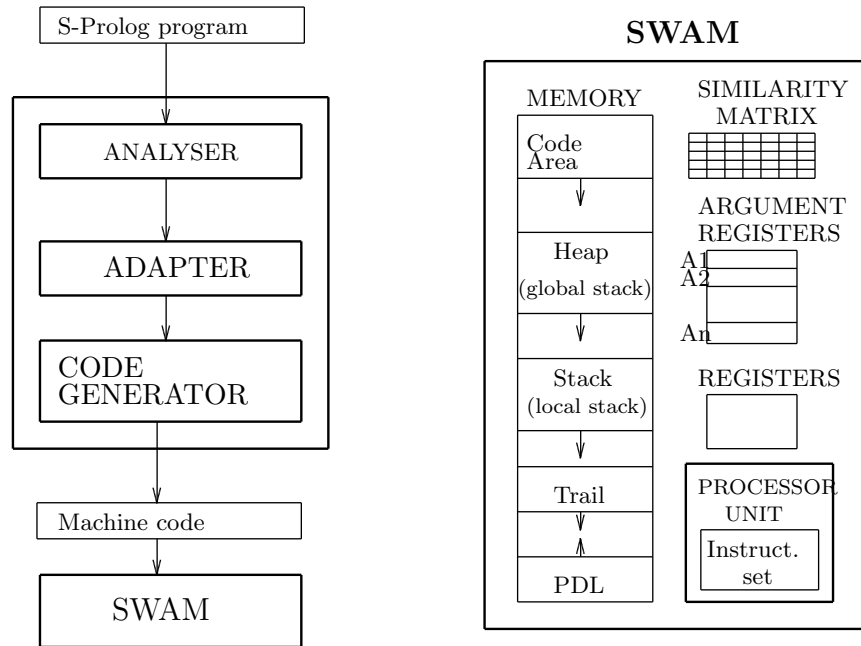 S-Prolog program
ANALYSER
ADAPTER
CODE
GENERATOR
Machine code
SWAM
SWAM
MEMORY
Code
Area
Heap
(global stack)
Stack
(local stack)
Trail
PDL
SIMILARITY
MATRIX
ARGUMENT
REGISTERS
A1
A2
An
REGISTERS
PROCESSOR
UNIT
Instruct.
set